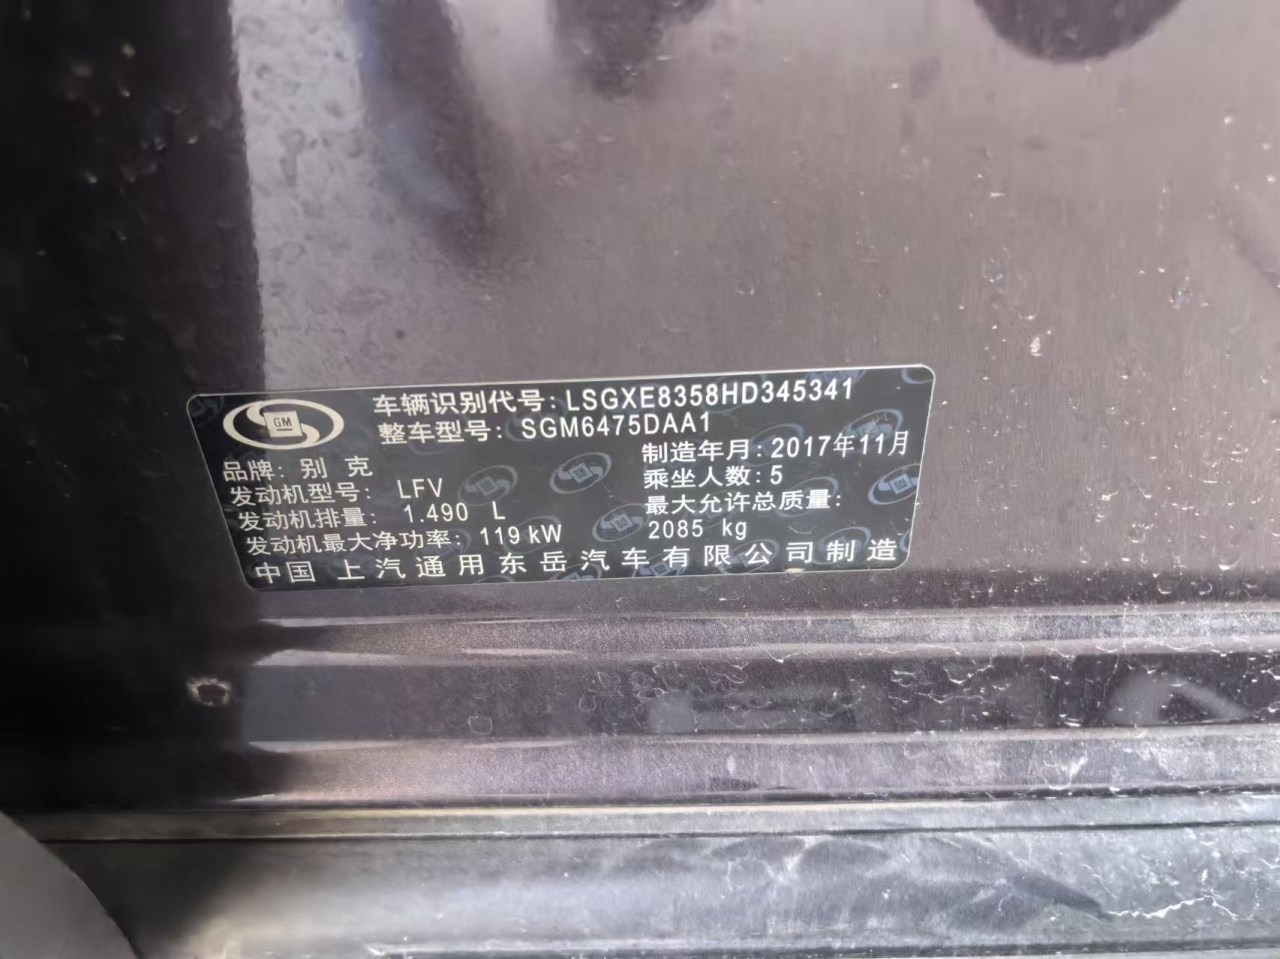 GM
车辆识别代号: LSGXE8358HD345341
整车型号: SGM6475DAA1
品牌: 别克
制造年月: 2017年11月
发动机型号: LFV
乘坐人数: 5
发动机排量: 1.490 L
最大允许总质量:
2085 kg
发动机最大净功率: 119 kW
中国 上汽通用东岳汽车有限公司制造